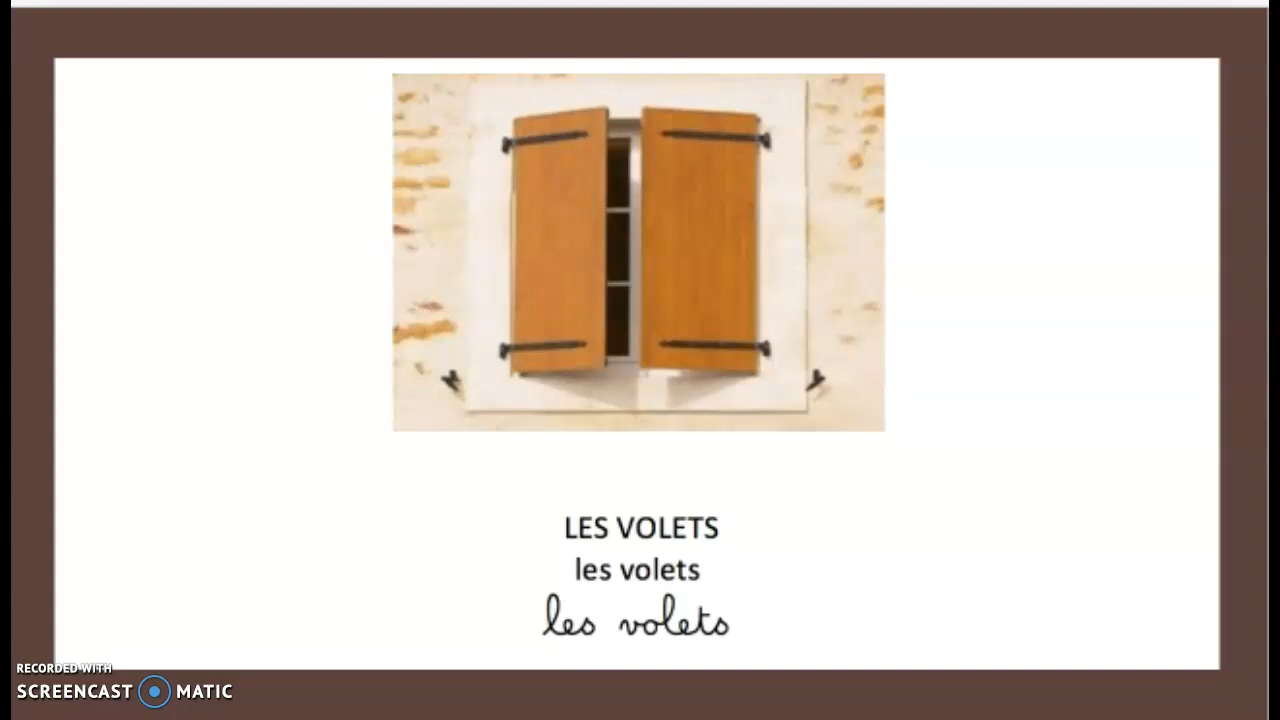 LES VOLETS
les volets
les volets
RECORDED WITH
SCREENCAST MATIC